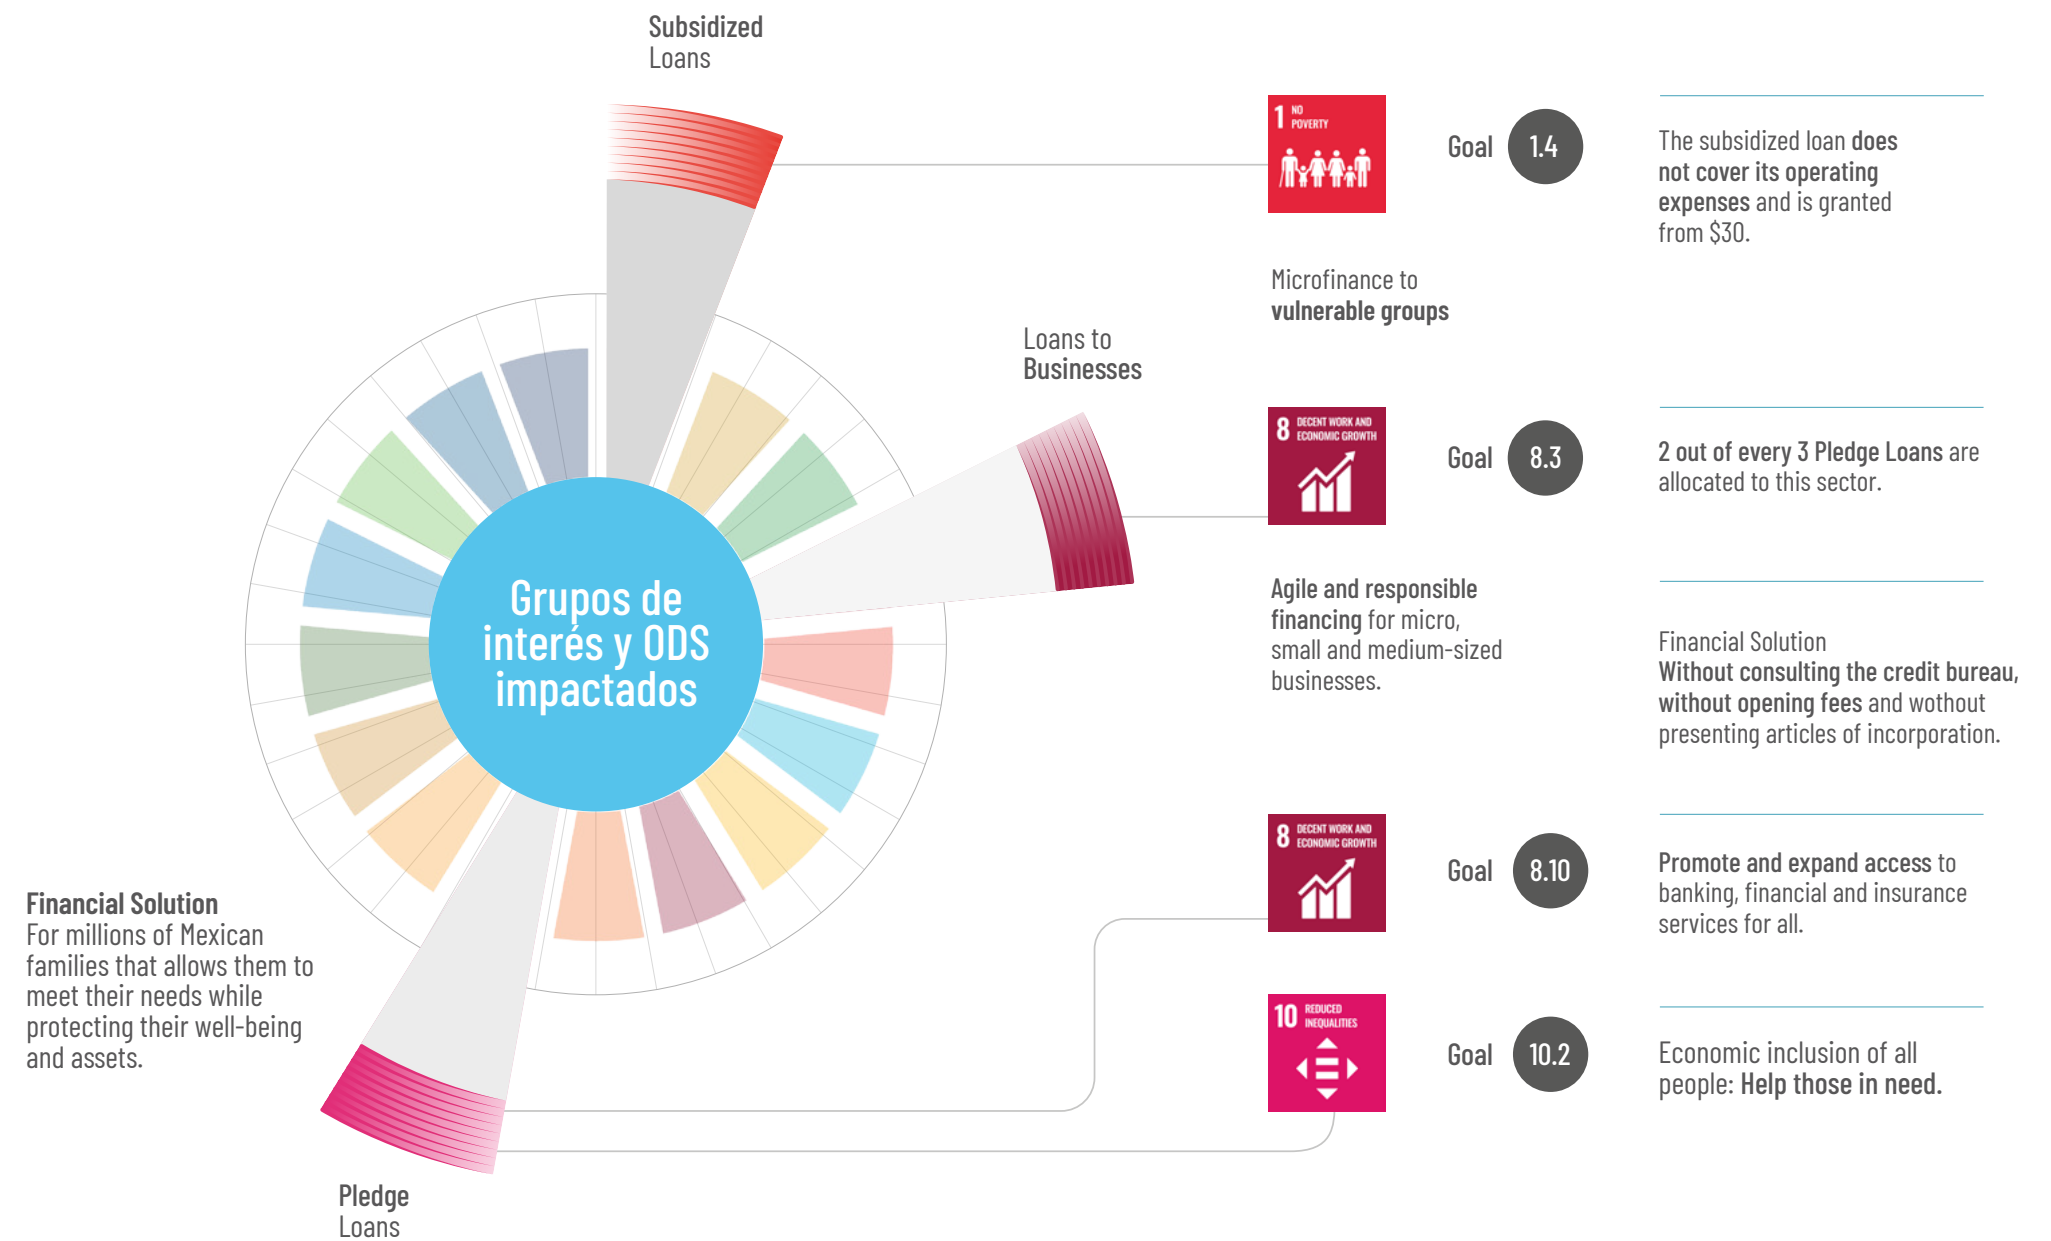 Subsidized
Loans
1 NO
POVERTY
Goal 1.4
The subsidized loan does
not cover its operating
expenses and is granted
from $30.
Microfinance to
vulnerable groups
Loans to
Businesses
8 DECENT WORK AND
ECONOMIC GROWTH
Goal 8.3
2 out of every 3 Pledge Loans are
allocated to this sector.
Agile and responsible
financing for micro,
small and medium-sized
businesses.
Financial Solution
Without consulting the credit bureau,
without opening fees and wothout
presenting articles of incorporation.
Grupos de
interés y ODS
impactados
8 DECENT WORK AND
ECONOMIC GROWTH
Goal 8.10
Promote and expand access to
banking, financial and insurance
services for all.
Financial Solution
For millions of Mexican
families that allows them to
meet their needs while
protecting their well-being
and assets.
10 REDUCED
INEQUALITIES
Goal 10.2
Economic inclusion of all
people: Help those in need.
Pledge
Loans